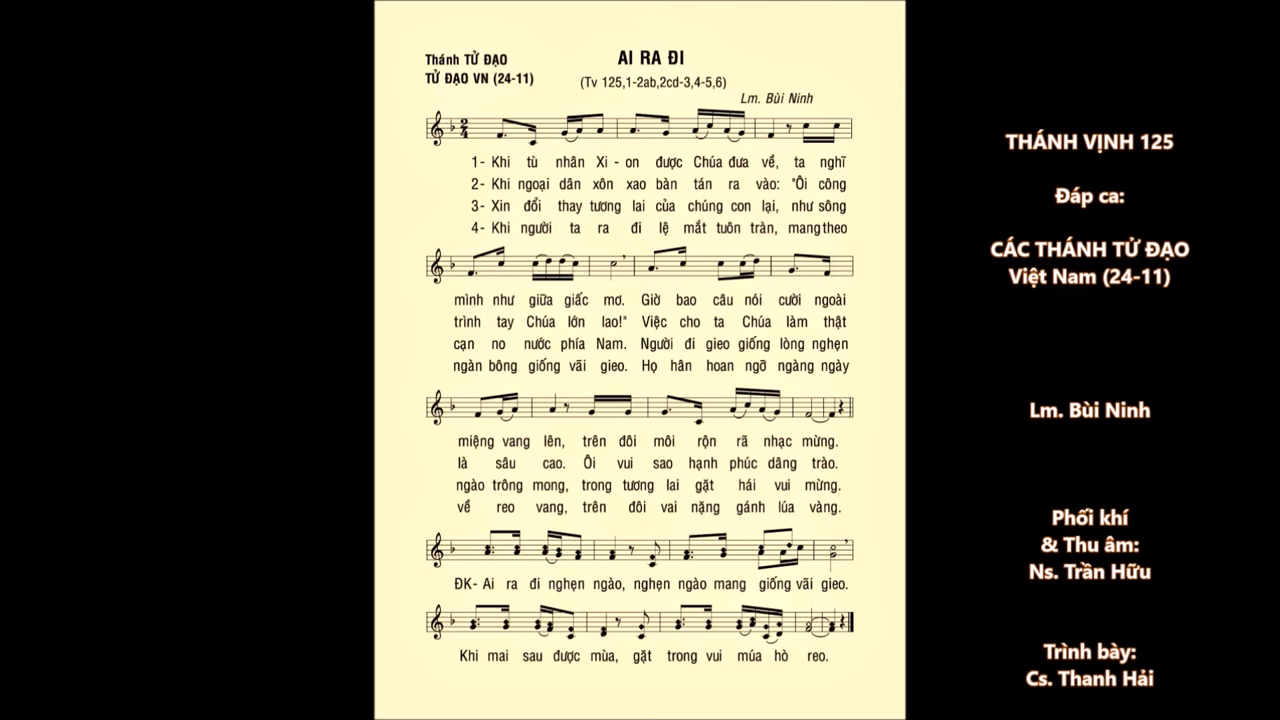 Thánh TỬ ĐẠO
TỬ ĐẠO VN (24-11)
AI RA ĐI
(Tv 125,1-2ab,2cd-3,4-5,6)
Lm. Bùi Ninh
1- Khi tù nhân Xi - on được Chúa đưa về, ta nghĩ
2- Khi ngoại dân xôn xao bàn tán ra vào: "Ôi công
3- Xin đổi thay tương lai của chúng con lại, như sông
4- Khi người ta ra đi lệ mắt tuôn tràn, mang theo
mình như giữa giấc mơ. Giờ bao câu nói cười ngoài
trình tay Chúa lớn lao!" Việc cho ta Chúa làm thật
cạn no nước phía Nam. Người đi gieo giống lòng nghẹn
ngàn bông giống vãi gieo. Họ hân hoan ngỡ ngàng ngày
miệng vang lên, trên đôi môi rộn rã nhạc mừng.
là sâu cao. Ôi vui sao hạnh phúc dâng trào.
ngào trông mong, trong tương lai gặt hái vui mừng.
về reo vang, trên đôi vai nặng gánh lúa vàng.
ĐK- Ai ra đi nghẹn ngào, nghẹn ngào mang giống vãi gieo.
Khi mai sau được mùa, gặt trong vui múa hò reo.
THÁNH VỊNH 125
Đáp ca:
CÁC THÁNH TỬ ĐẠO
Việt Nam (24-11)
Lm. Bùi Ninh
Phối khí
& Thu âm:
Ns. Trần Hữu
Trình bày:
Cs. Thanh Hải